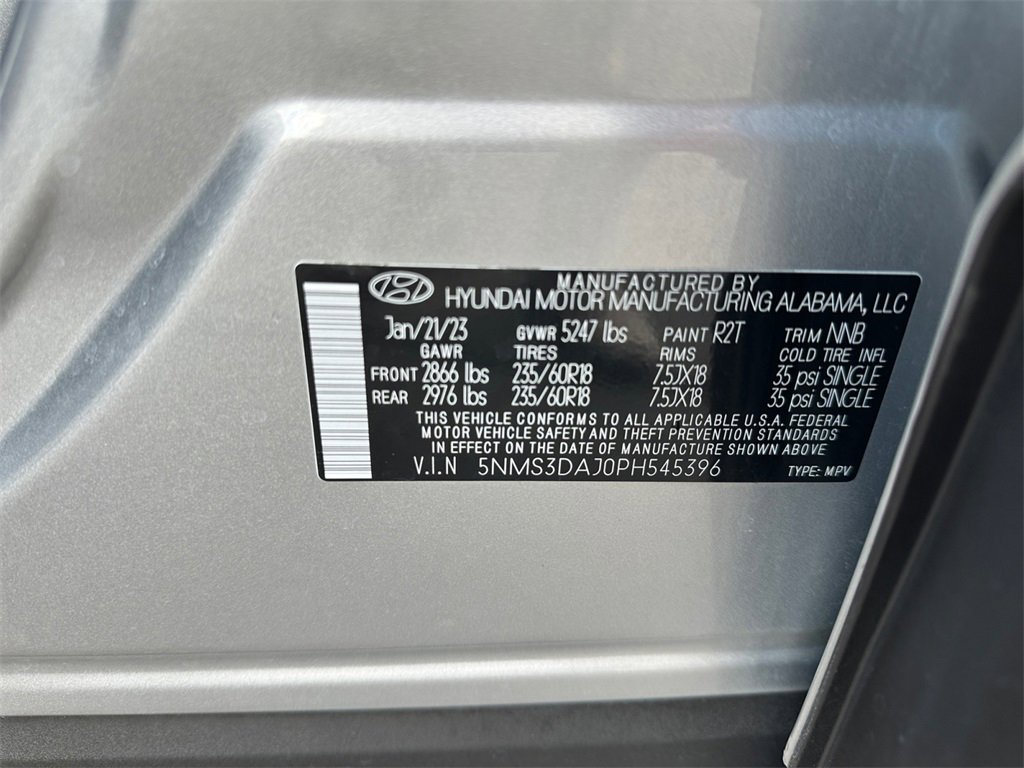 MANUFACTURED BY
HYUNDAI MOTOR MANUFACTURING ALABAMA, LLC
Jan/21/23 GVWR 5247 lbs PAINT R2T TRIM NNB
GAWR TIRES RIMS COLD TIRE INFL
FRONT 2866 lbs 235/60R18 7.5JX18 35 psi SINGLE
REAR 2976 lbs 235/60R18 7.5JX18 35 psi SINGLE
THIS VEHICLE CONFORMS TO ALL APPLICABLE U.S.A. FEDERAL
MOTOR VEHICLE SAFETY AND THEFT PREVENTION STANDARDS
IN EFFECT ON THE DATE OF MANUFACTURE SHOWN ABOVE
V.I.N 5NMS3DAJ0PH545396 TYPE: MPV